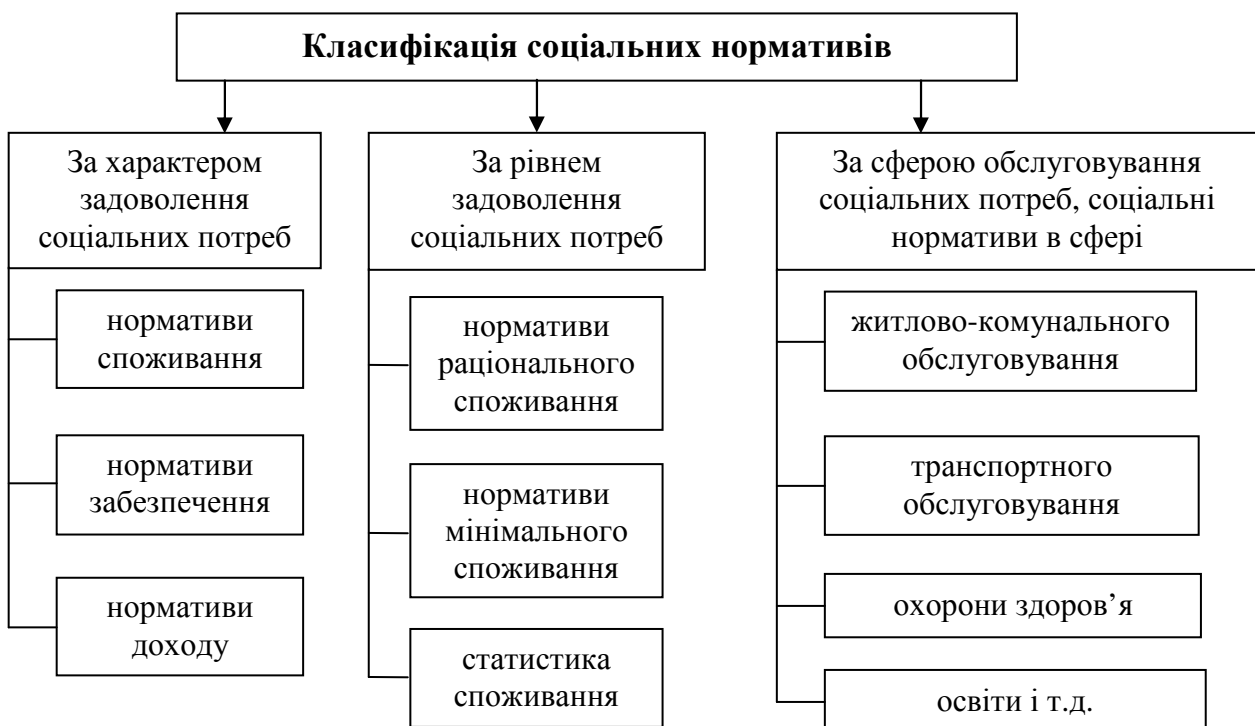 Класифікація соціальних нормативів
За характером
задоволення
соціальних потреб
нормативи
споживання
нормативи
забезпечення
нормативи
доходу
За рівнем
задоволення
соціальних потреб
нормативи
раціонального
споживання
нормативи
мінімального
споживання
статистика
споживання
За сферою обслуговування
соціальних потреб, соціальні
нормативи в сфері
житлово-комунального
обслуговування
транспортного
обслуговування
охорони здоров’я
освіти і т.д.